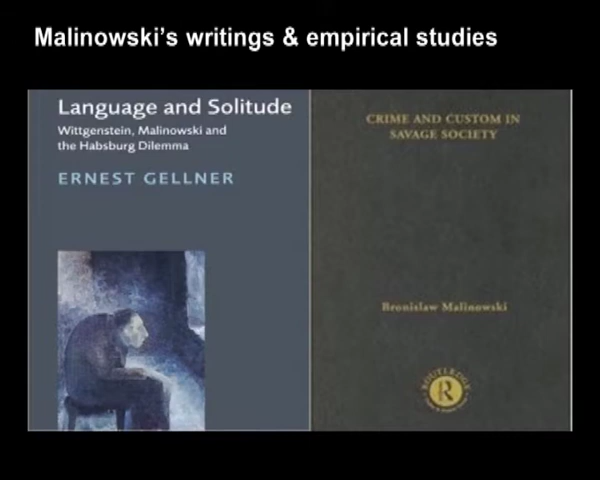 Malinowski's writings & empirical studies
Language and Solitude
Wittgenstein, Malinowski and
the Habsburg Dilemma
ERNEST GELLNER
CRIME AND CUSTOM IN
SAVAGE SOCIETY
Bronislaw Malinowski
ROUTLEDGE
R